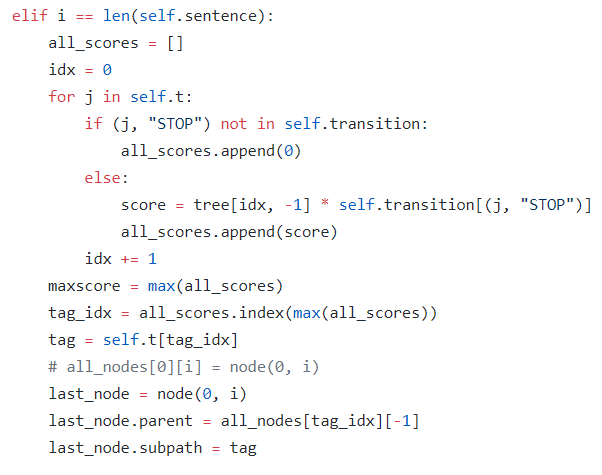 elif i == len(self.sentence):
    all_scores = []
    idx = 0
    for j in self.t:
        if (j, "STOP") not in self.transition:
            all_scores.append(0)
        else:
            score = tree[idx, -1] * self.transition[(j, "STOP")]
            all_scores.append(score)
        idx += 1
    maxscore = max(all_scores)
    tag_idx = all_scores.index(max(all_scores))
    tag = self.t[tag_idx]
    # all_nodes[0][i] = node(0, i)
    last_node = node(0, i)
    last_node.parent = all_nodes[tag_idx][-1]
    last_node.subpath = tag